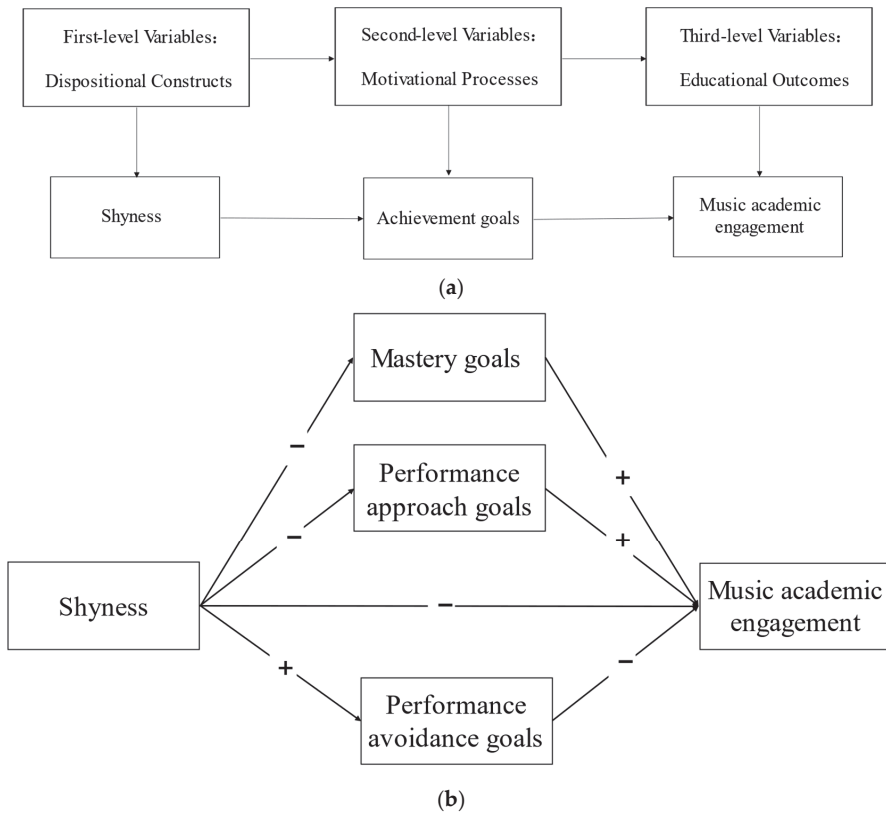 First-level Variables:
Dispositional Constructs
Second-level Variables:
Motivational Processes
Third-level Variables:
Educational Outcomes
Shyness
Achievement goals
Music academic
engagement
(a)
Mastery goals
−
+
Performance
approach goals
−
+
Shyness
−
Music academic
engagement
+
−
Performance
avoidance goals
(b)